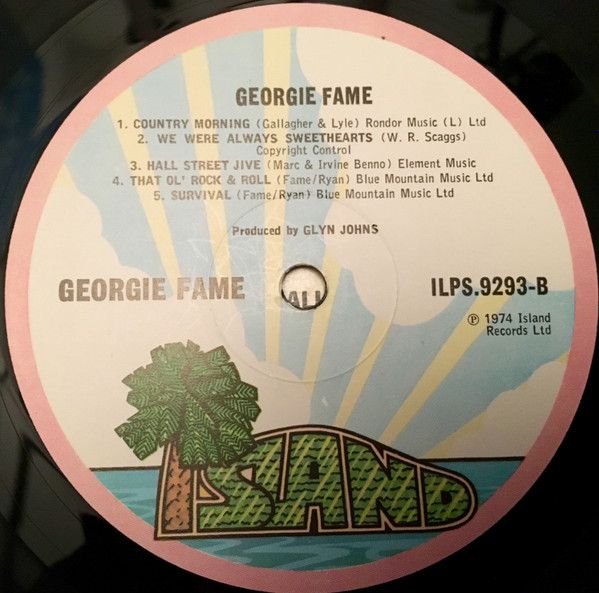 GEORGIE FAME
1. COUNTRY MORNING (Gallagher & Lyle) Rondor Music (L) Ltd
2. WE WERE ALWAYS SWEETHEARTS (W. R. Scaggs)
Copyright Control
3. HALL STREET JIVE (Marc & Irvine Benno) Element Music
4. THAT OL' ROCK & ROLL (Fame/Ryan) Blue Mountain Music Ltd
5. SURVIVAL (Fame/Ryan) Blue Mountain Music Ltd
Produced by GLYN JOHNS
GEORGIE FAME
ALL
ILPS.9293-B
℗ 1974 Island
Records Ltd
ISLAND